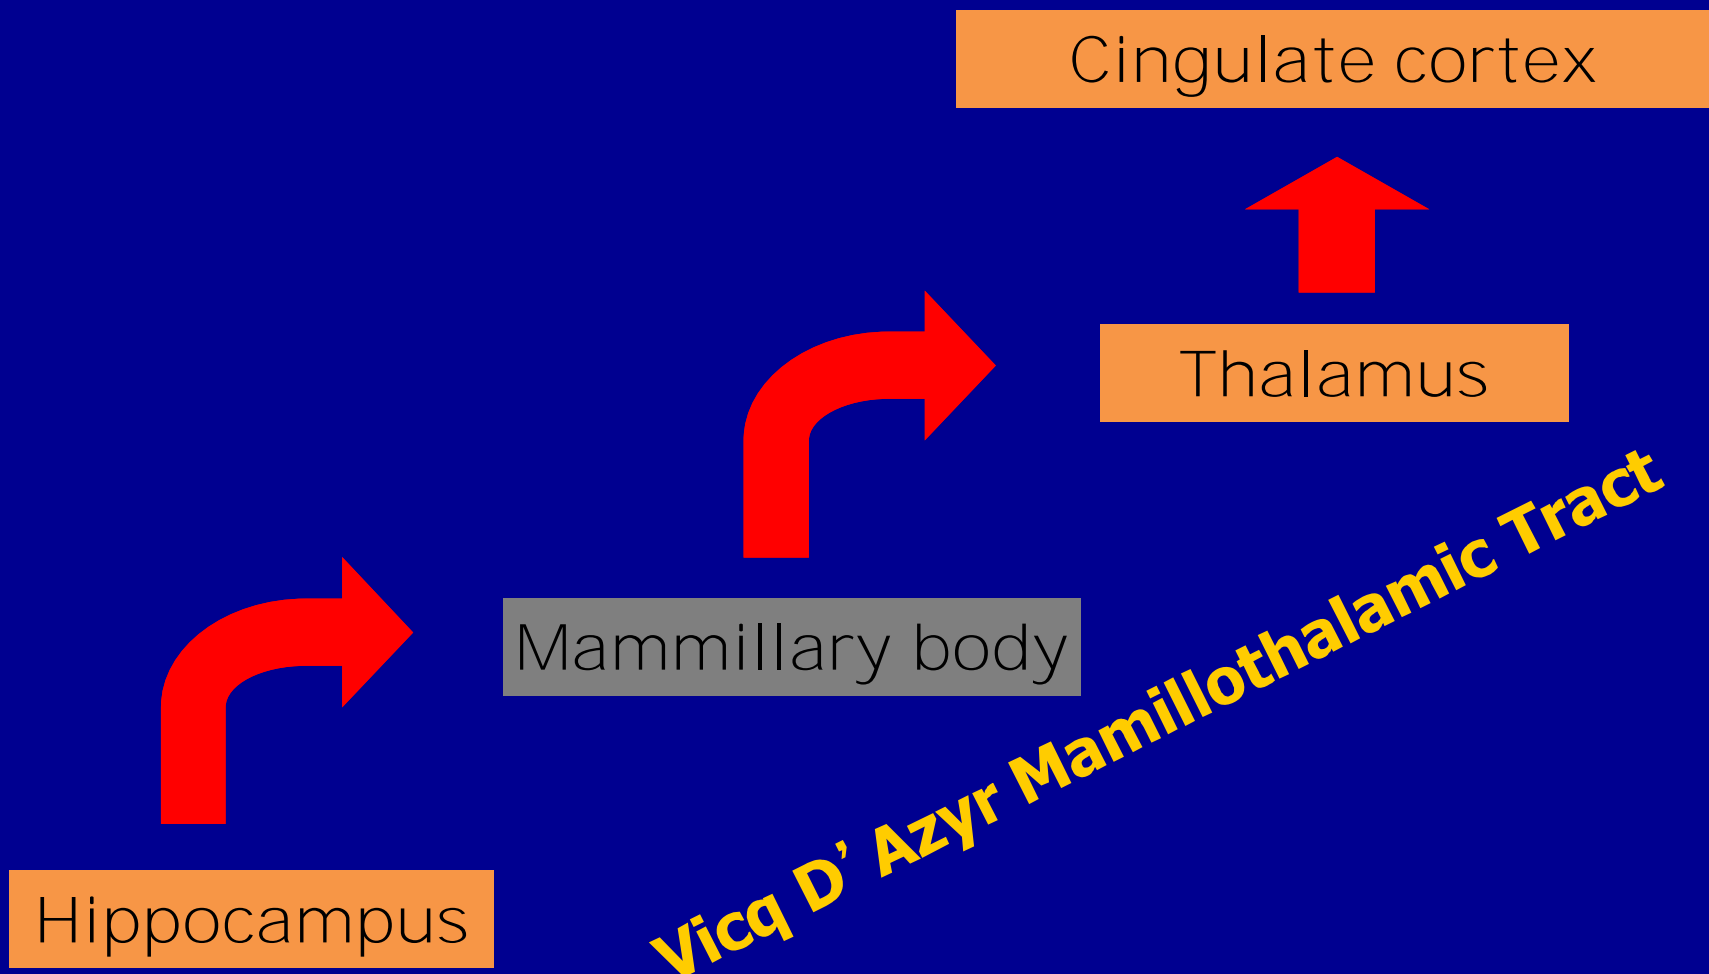 Cingulate cortex
Thalamus
Mammillary body
Vicq D’ Azyr Mamillothalamic Tract
Hippocampus